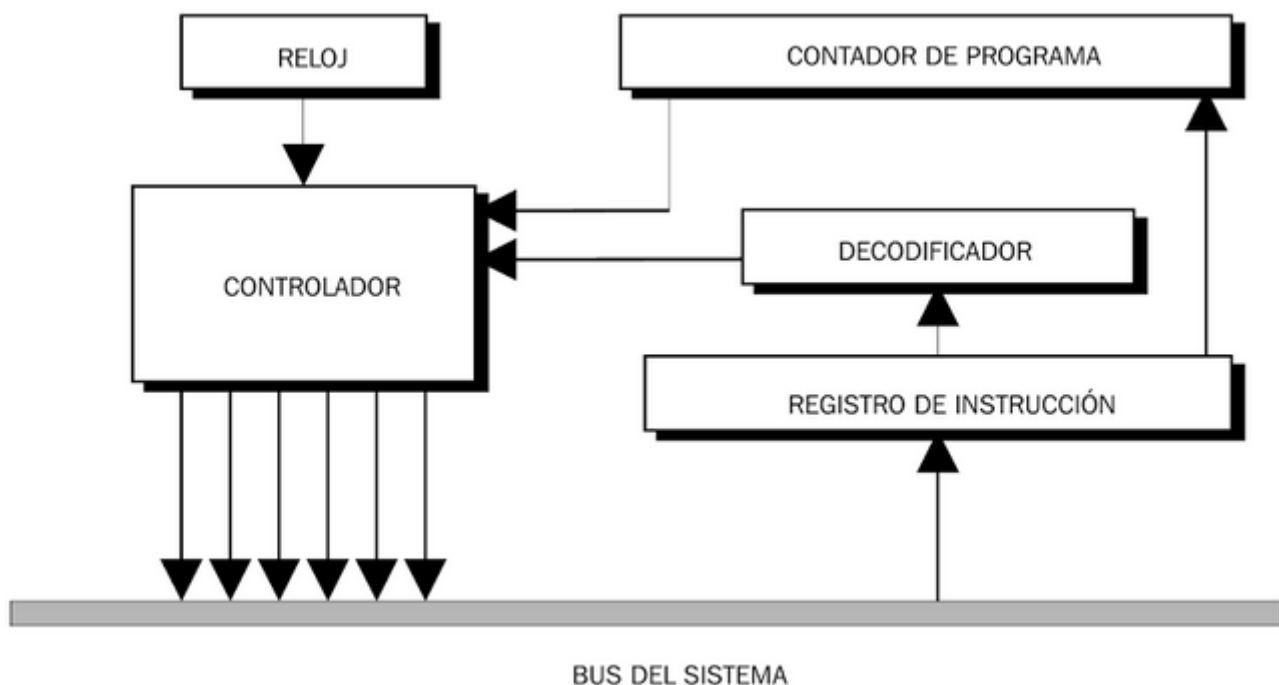 RELOJ
CONTADOR DE PROGRAMA
CONTROLADOR
DECODIFICADOR
REGISTRO DE INSTRUCCIÓN
BUS DEL SISTEMA